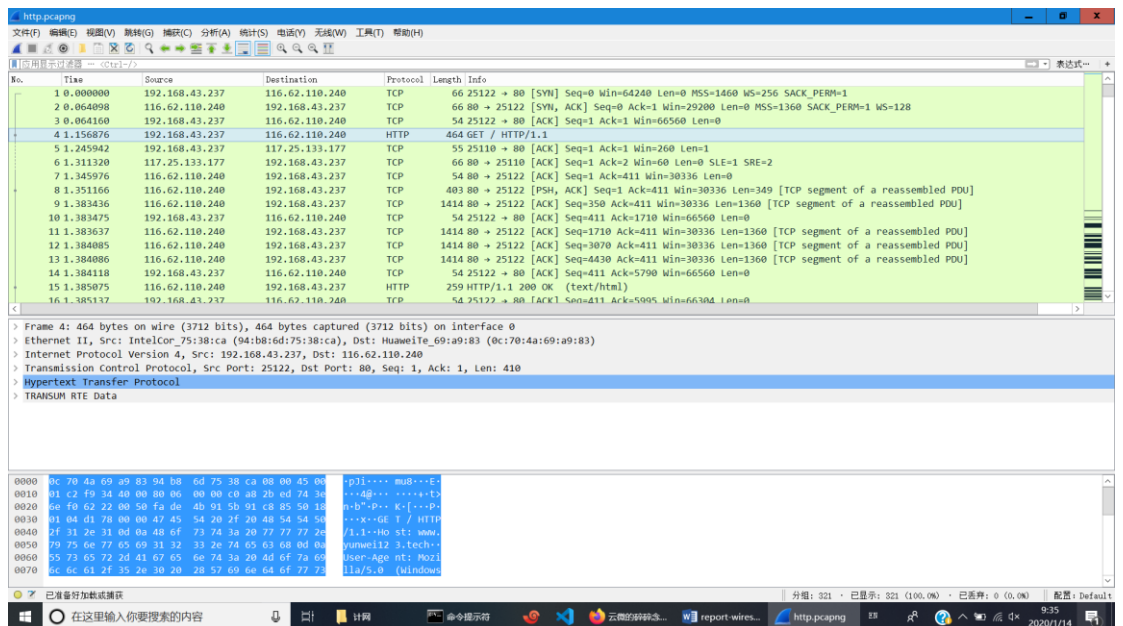 http.pcapng
文件(F) 编辑(E) 视图(V) 跳转(G) 捕获(C) 分析(A) 统计(S) 电话(Y) 无线(W) 工具(T) 帮助(H)
应用显示过滤器 … <Ctrl-/> 表达式… +
No. Time Source Destination Protocol Length Info
1 0.000000 192.168.43.237 116.62.110.240 TCP 66 25122 → 80 [SYN] Seq=0 Win=64240 Len=0 MSS=1460 WS=256 SACK_PERM=1
2 0.064098 116.62.110.240 192.168.43.237 TCP 66 80 → 25122 [SYN, ACK] Seq=0 Ack=1 Win=29200 Len=0 MSS=1360 SACK_PERM=1 WS=128
3 0.064160 192.168.43.237 116.62.110.240 TCP 54 25122 → 80 [ACK] Seq=1 Ack=1 Win=66560 Len=0
4 1.156876 192.168.43.237 116.62.110.240 HTTP 464 GET / HTTP/1.1
5 1.245942 192.168.43.237 117.25.133.177 TCP 55 25110 → 80 [ACK] Seq=1 Ack=1 Win=260 Len=1
6 1.311320 117.25.133.177 192.168.43.237 TCP 66 80 → 25110 [ACK] Seq=1 Ack=2 Win=60 Len=0 SLE=1 SRE=2
7 1.345976 116.62.110.240 192.168.43.237 TCP 54 80 → 25122 [ACK] Seq=1 Ack=411 Win=30336 Len=0
8 1.351166 116.62.110.240 192.168.43.237 TCP 403 80 → 25122 [PSH, ACK] Seq=1 Ack=411 Win=30336 Len=349 [TCP segment of a reassembled PDU]
9 1.383436 116.62.110.240 192.168.43.237 TCP 1414 80 → 25122 [ACK] Seq=350 Ack=411 Win=30336 Len=1360 [TCP segment of a reassembled PDU]
10 1.383475 192.168.43.237 116.62.110.240 TCP 54 25122 → 80 [ACK] Seq=411 Ack=1710 Win=66560 Len=0
11 1.383637 116.62.110.240 192.168.43.237 TCP 1414 80 → 25122 [ACK] Seq=1710 Ack=411 Win=30336 Len=1360 [TCP segment of a reassembled PDU]
12 1.384085 116.62.110.240 192.168.43.237 TCP 1414 80 → 25122 [ACK] Seq=3070 Ack=411 Win=30336 Len=1360 [TCP segment of a reassembled PDU]
13 1.384086 116.62.110.240 192.168.43.237 TCP 1414 80 → 25122 [ACK] Seq=4430 Ack=411 Win=30336 Len=1360 [TCP segment of a reassembled PDU]
14 1.384118 192.168.43.237 116.62.110.240 TCP 54 25122 → 80 [ACK] Seq=411 Ack=5790 Win=66560 Len=0
15 1.385075 116.62.110.240 192.168.43.237 HTTP 259 HTTP/1.1 200 OK (text/html)
16 1.385137 192.168.43.237 116.62.110.240 TCP 54 25122 → 80 [ACK] Seq=411 Ack=5995 Win=66304 Len=0
> Frame 4: 464 bytes on wire (3712 bits), 464 bytes captured (3712 bits) on interface 0
> Ethernet II, Src: IntelCor_75:38:ca (94:b8:6d:75:38:ca), Dst: HuaweiTe_69:a9:83 (0c:70:4a:69:a9:83)
> Internet Protocol Version 4, Src: 192.168.43.237, Dst: 116.62.110.240
> Transmission Control Protocol, Src Port: 25122, Dst Port: 80, Seq: 1, Ack: 1, Len: 410
> Hypertext Transfer Protocol
> TRANSUM RTE Data
0000 0c 70 4a 69 a9 83 94 b8 6d 75 38 ca 08 00 45 00 ·pJi···· mu8···E·
0010 01 c2 f9 34 40 00 80 06 00 00 c0 a8 2b ed 74 3e ···4@··· ····+·t>
0020 6e f0 62 22 00 50 fa de 4b 91 5b 91 c8 85 50 18 n·b"·P·· K·[···P·
0030 01 04 d1 78 00 00 47 45 54 20 2f 20 48 54 54 50 ···x··GE T / HTTP
0040 2f 31 2e 31 0d 0a 48 6f 73 74 3a 20 77 77 77 2e /1.1··Ho st: www.
0050 79 75 6e 77 65 69 31 32 33 2e 74 65 63 68 0d 0a yunwei12 3.tech··
0060 55 73 65 72 2d 41 67 65 6e 74 3a 20 4d 6f 7a 69 User-Age nt: Mozi
0070 6c 6c 61 2f 35 2e 30 20 28 57 69 6e 64 6f 77 73 lla/5.0 (Windows
已准备好加载或捕获 分组: 321 · 已显示: 321 (100.0%) · 已丢弃: 0 (0.0%) 配置: Default
在这里输入你要搜索的内容 计网 命令提示符 云微的碎碎念… report-wires… http.pcapng 9:35
2020/1/14